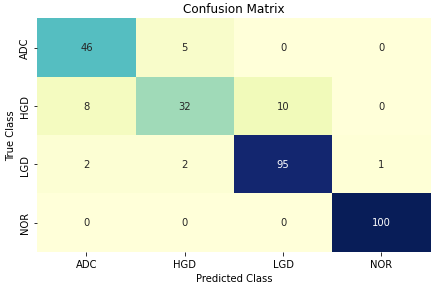 Confusion Matrix
ADC 46 5 0 0
HGD 8 32 10 0
LGD 2 2 95 1
NOR 0 0 0 100
ADC HGD LGD NOR
True Class
Predicted Class